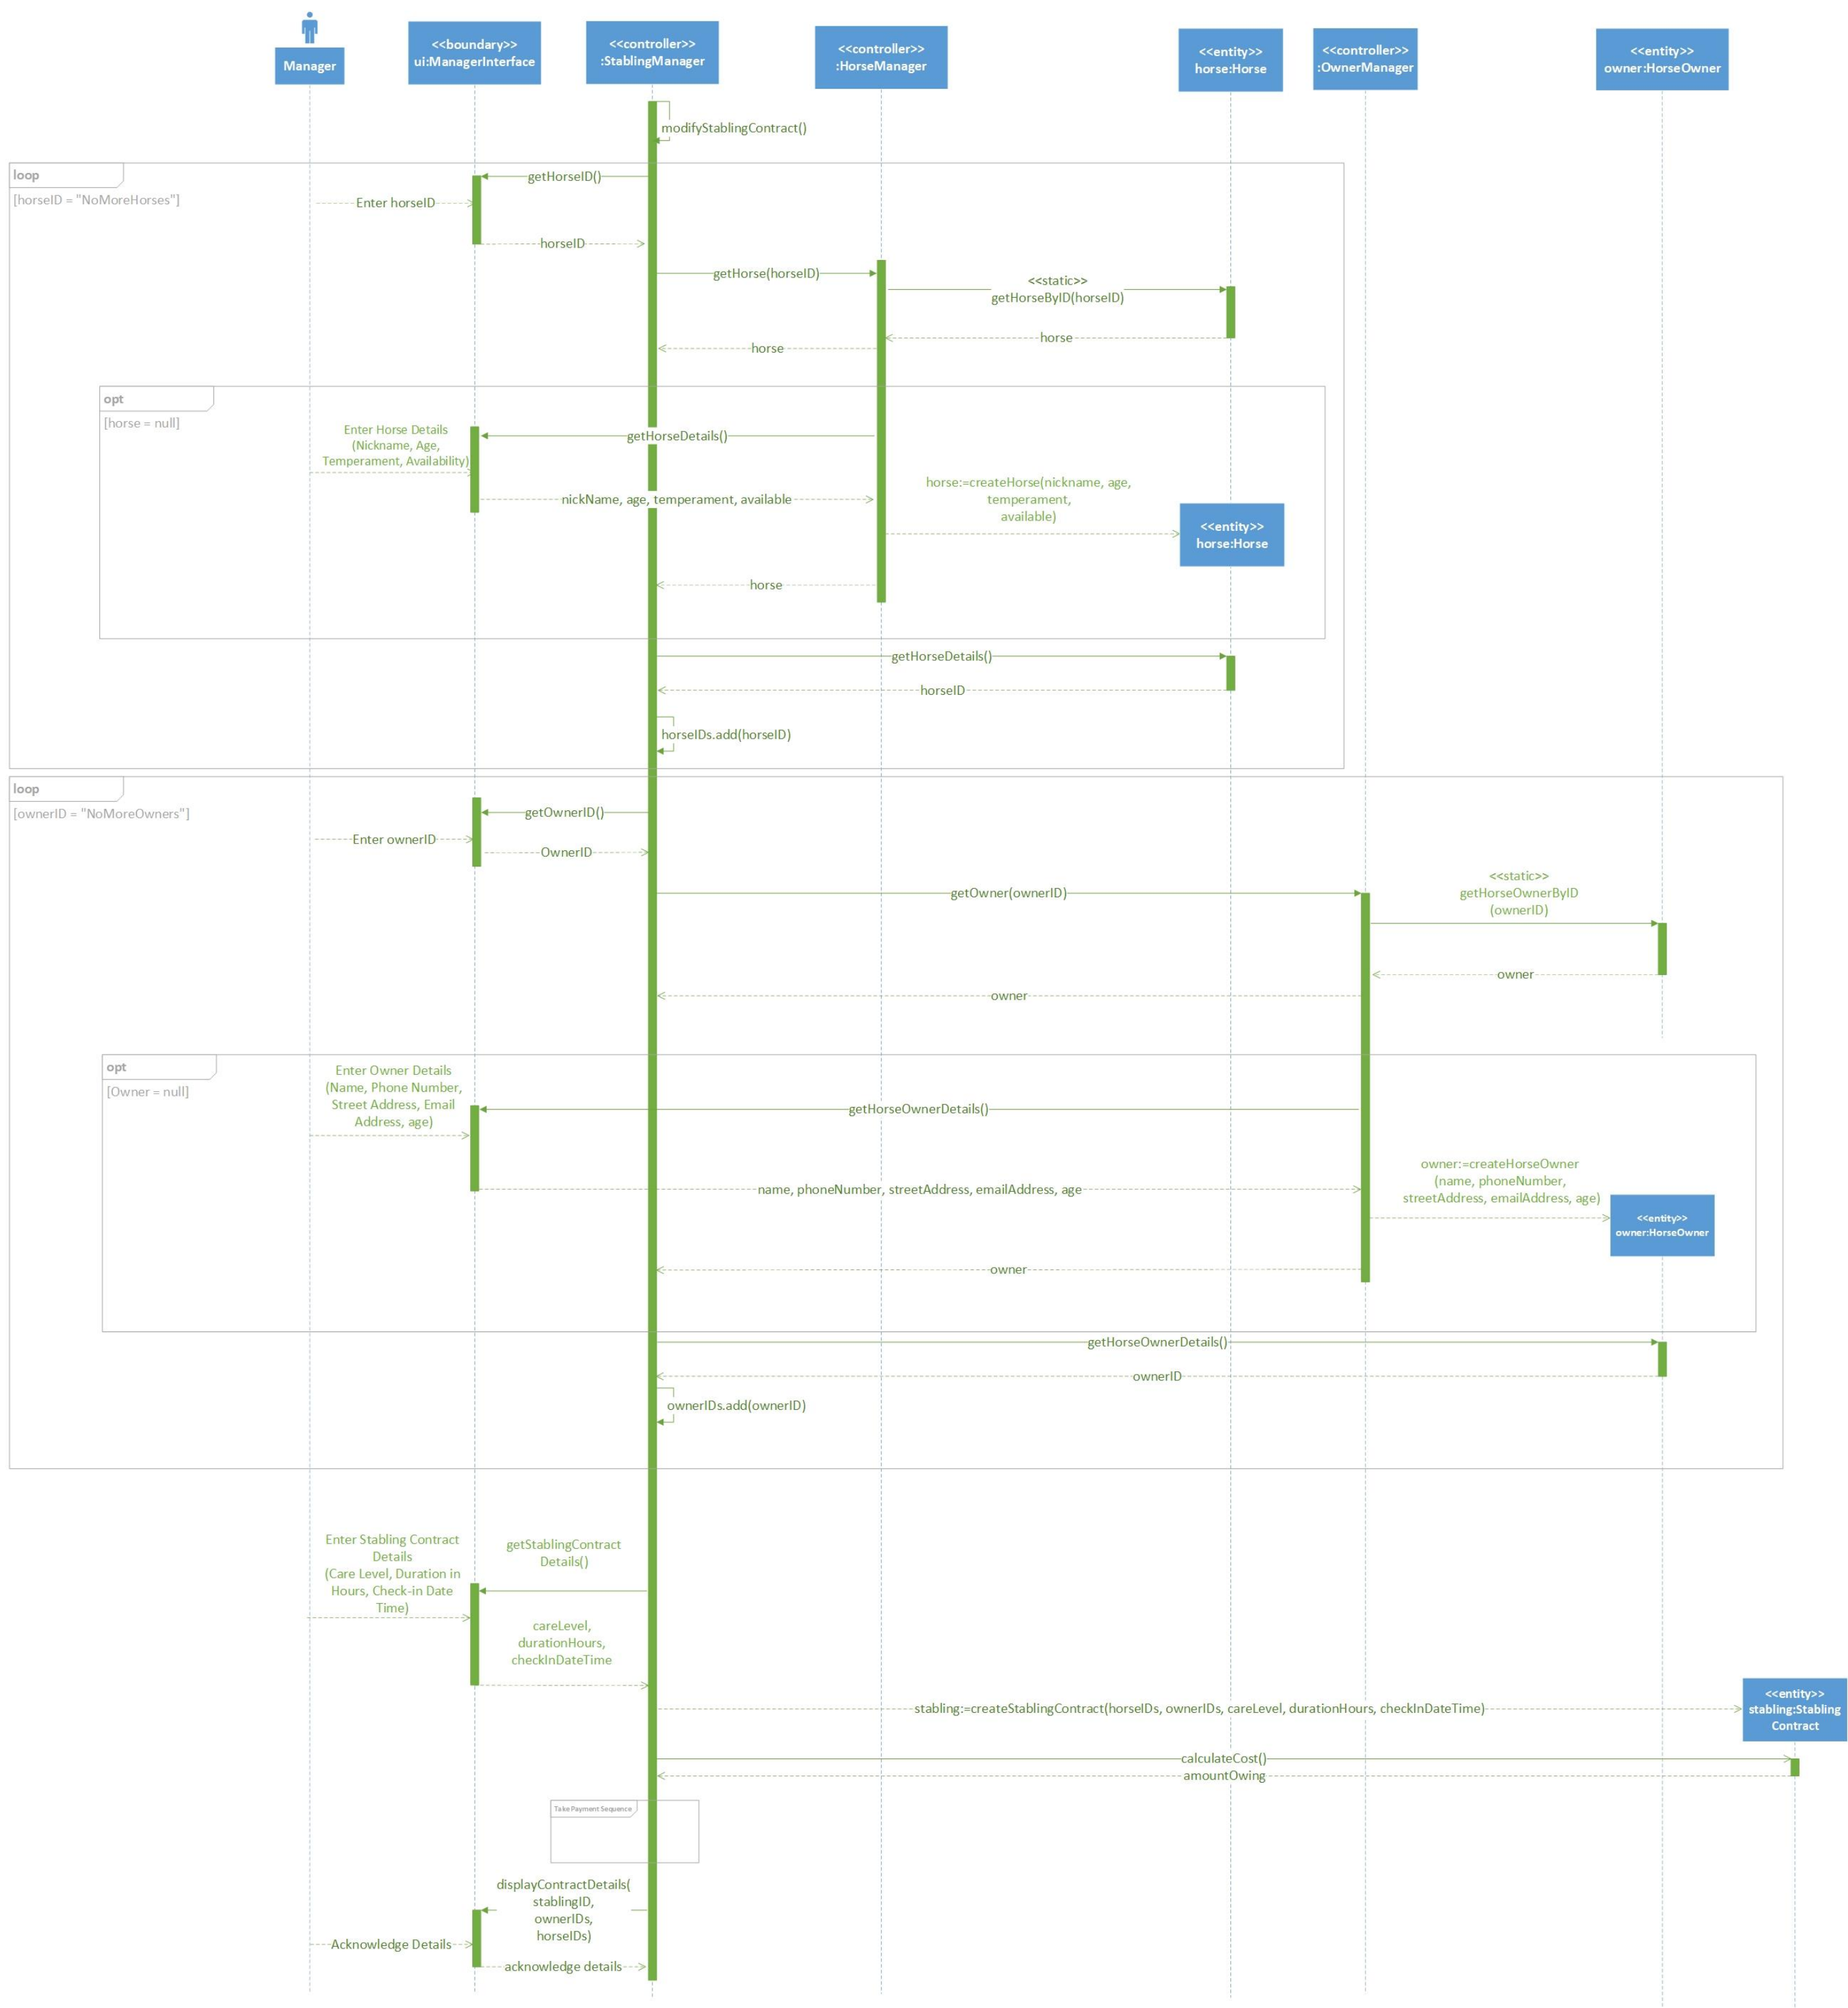 Manager
<<boundary>>
ui:ManagerInterface
<<controller>>
:StablingManager
<<controller>>
:HorseManager
<<entity>>
horse:Horse
<<controller>>
:OwnerManager
<<entity>>
owner:HorseOwner
modifyStablingContract()
loop
[horseID = "NoMoreHorses"]
getHorseID()
Enter horseID
horseID
getHorse(horseID)
<<static>>
getHorseByID(horseID)
horse
horse
opt
[horse = null]
Enter Horse Details
(Nickname, Age,
Temperament, Availability)
getHorseDetails()
nickName, age, temperament, available
horse:=createHorse(nickname, age,
temperament,
available)
<<entity>>
horse:Horse
horse
getHorseDetails()
horseID
horseIDs.add(horseID)
loop
[ownerID = "NoMoreOwners"]
getOwnerID()
Enter ownerID
OwnerID
getOwner(ownerID)
<<static>>
getHorseOwnerByID
(ownerID)
owner
owner
opt
[Owner = null]
Enter Owner Details
(Name, Phone Number,
Street Address, Email
Address, age)
getHorseOwnerDetails()
name, phoneNumber, streetAddress, emailAddress, age
owner:=createHorseOwner
(name, phoneNumber,
streetAddress, emailAddress, age)
<<entity>>
owner:HorseOwner
owner
getHorseOwnerDetails()
ownerID
ownerIDs.add(ownerID)
Enter Stabling Contract
Details
(Care Level, Duration in
Hours, Check-in Date
Time)
getStablingContract
Details()
careLevel,
durationHours,
checkInDateTime
stabling:=createStablingContract(horseIDs, ownerIDs, careLevel, durationHours, checkInDateTime)
<<entity>>
stabling:Stabling
Contract
calculateCost()
amountOwing
Take Payment Sequence
displayContractDetails(
stablingID,
ownerIDs,
horseIDs)
Acknowledge Details
acknowledge details